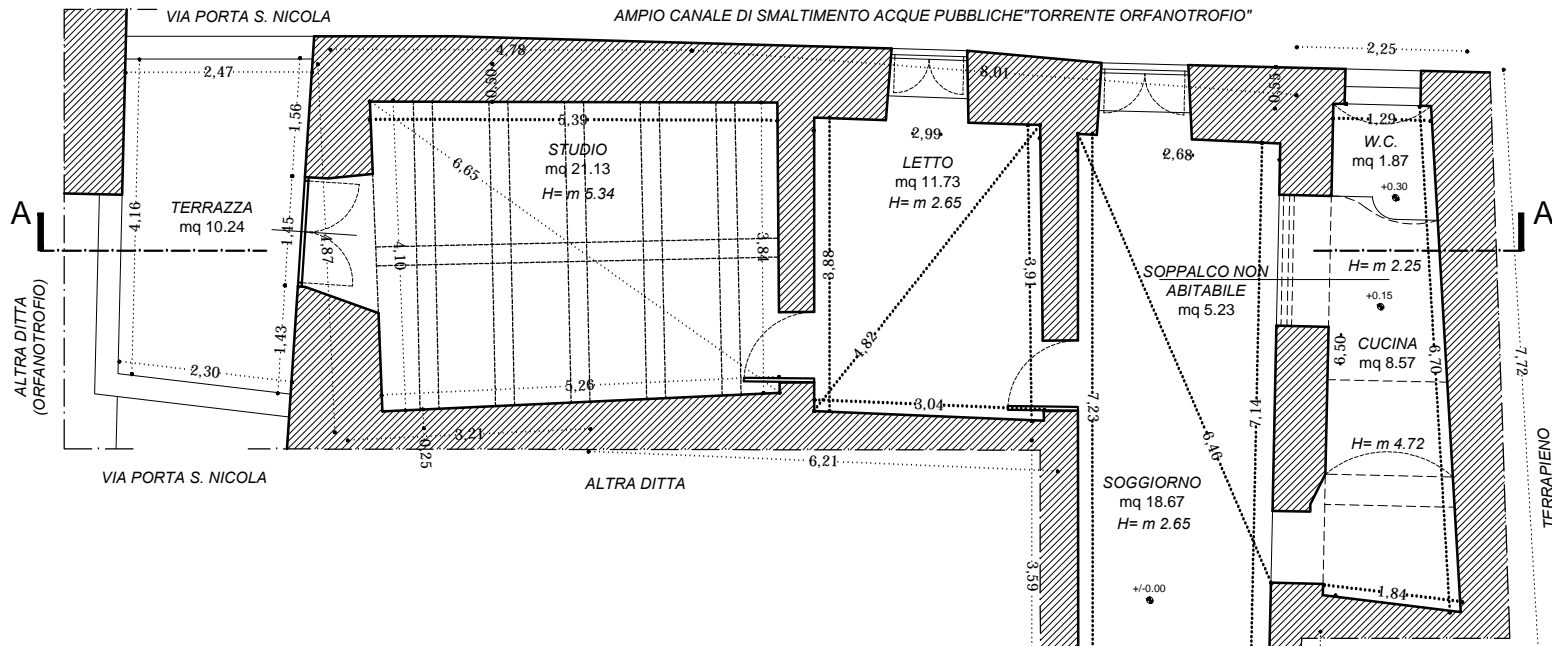 VIA PORTA S. NICOLA
AMPIO CANALE DI SMALTIMENTO ACQUE PUBBLICHE"TORRENTE ORFANOTROFIO"
2,47
4,78
0,50
8,01
2,25
0,55
1,56
5,39
STUDIO
mq 21.13
H= m 5.34
6,65
2,99
LETTO
mq 11.73
H= m 2.65
2,68
1,29
W.C.
mq 1.87
+0.30
A
TERRAZZA
mq 10.24
4,16
1,45
4,87
4,10
3,84
3,88
3,91
SOPPALCO NON
ABITABILE
mq 5.23
H= m 2.25
+0.15
A
ALTRA DITTA
(ORFANOTROFIO)
1,43
2,30
5,26
4,82
3,04
7,23
7,14
6,46
6,50
CUCINA
mq 8.57
6,70
7,72
3,21
0,25
6,21
H= m 4.72
VIA PORTA S. NICOLA
ALTRA DITTA
SOGGIORNO
mq 18.67
H= m 2.65
TERRAPIENO
3,59
+/-0.00
1,84